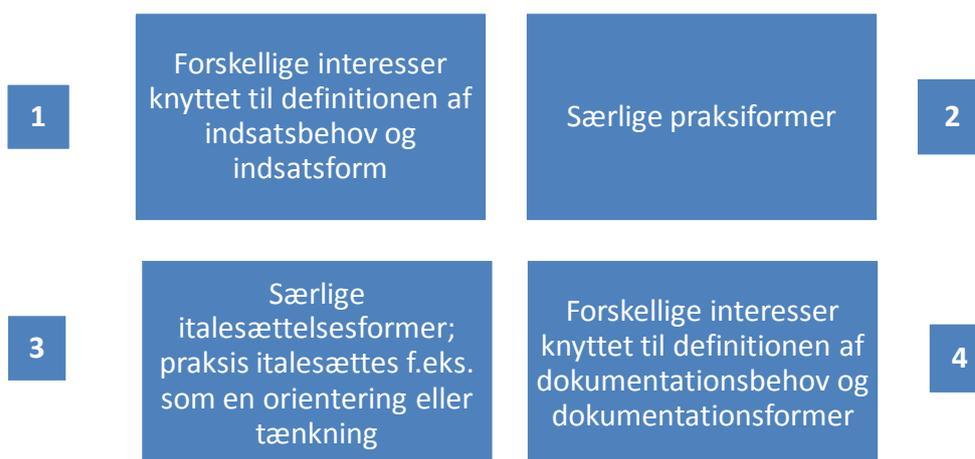 1
Forskellige interesser
knyttet til definitionen af
indsatsbehov og
indsatsform
Særlige praksiformer
2
3
Særlige
italesættelsesformer;
praksis italesættes f.eks.
som en orientering eller
tænkning
Forskellige interesser
knyttet til definitionen af
dokumentationsbehov og
dokumentationsformer
4